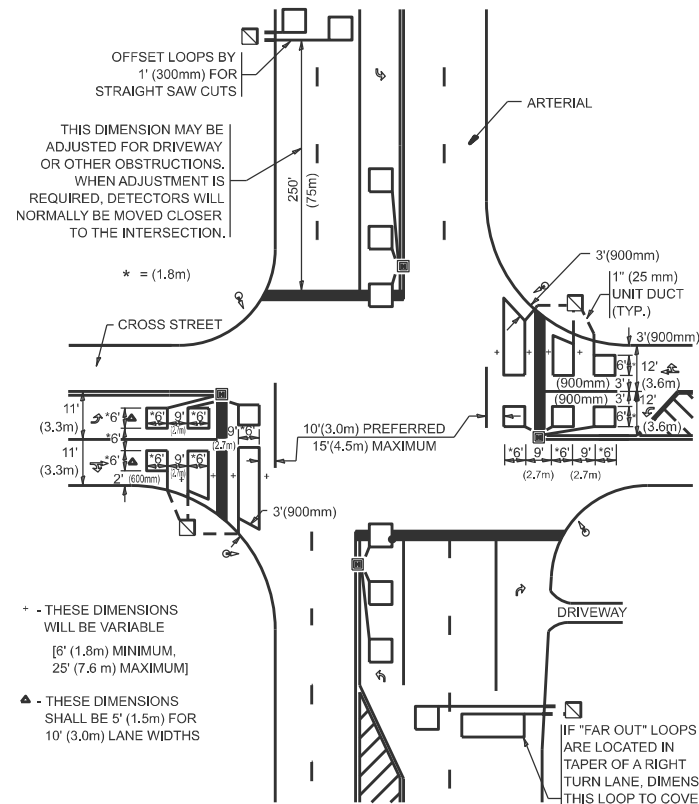 OFFSET LOOPS BY
1' (300mm) FOR
STRAIGHT SAW CUTS
ARTERIAL
THIS DIMENSION MAY BE
ADJUSTED FOR DRIVEWAY
OR OTHER OBSTRUCTIONS.
WHEN ADJUSTMENT IS
REQUIRED, DETECTORS WILL
NORMALLY BE MOVED CLOSER
TO THE INTERSECTION.
250'
(75m)
* = (1.8m)
3'(900mm)
1" (25 mm)
UNIT DUCT
(TYP.)
CROSS STREET
3'(900mm)
6'
12'
(3.6m)
(900mm) 3'
(900mm) 3'
12'
6'
(3.6m)
11'
(3.3m)
*6'
*6' 9' *6'
(2.7m)
9' *6'
(2.7m)
*6'
10'(3.0m) PREFERRED
15'(4.5m) MAXIMUM
11'
(3.3m)
*6'
*6' 9' *6'
(2.7m)
2' (600mm)
*6' 9' *6' 9' *6'
(2.7m) (2.7m)
3'(900mm)
+ - THESE DIMENSIONS
WILL BE VARIABLE
[6' (1.8m) MINIMUM,
25' (7.6 m) MAXIMUM]
DRIVEWAY
- THESE DIMENSIONS
SHALL BE 5' (1.5m) FOR
10' (3.0m) LANE WIDTHS
IF "FAR OUT" LOOPS
ARE LOCATED IN
TAPER OF A RIGHT
TURN LANE, DIMENS
THIS LOOP TO COVE